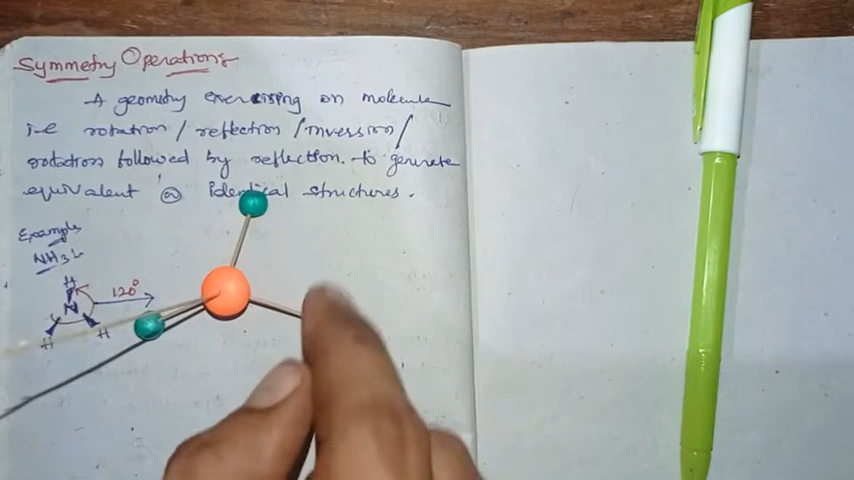 Symmetry Operations
A geometry exercising on molecule
i-e rotation / reflection / inversion /
rotation followed by reflection. to generate
equivalent or identical structures.
Example
NH3
H
120°
N
H H